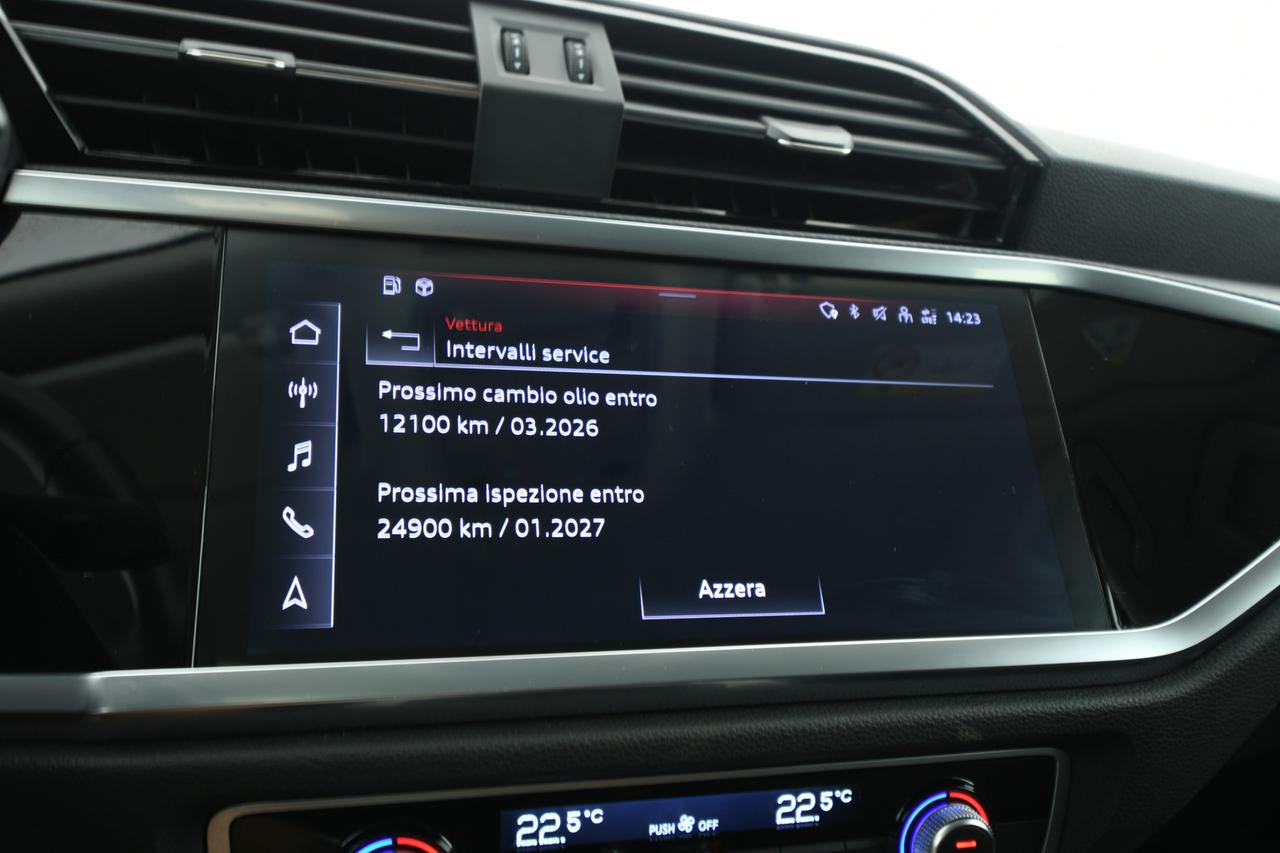 14:23
Vettura
Intervalli service
Prossimo cambio olio entro
12100 km / 03.2026
Prossima ispezione entro
24900 km / 01.2027
Azzera
22.5°C
PUSH OFF
22.5°C